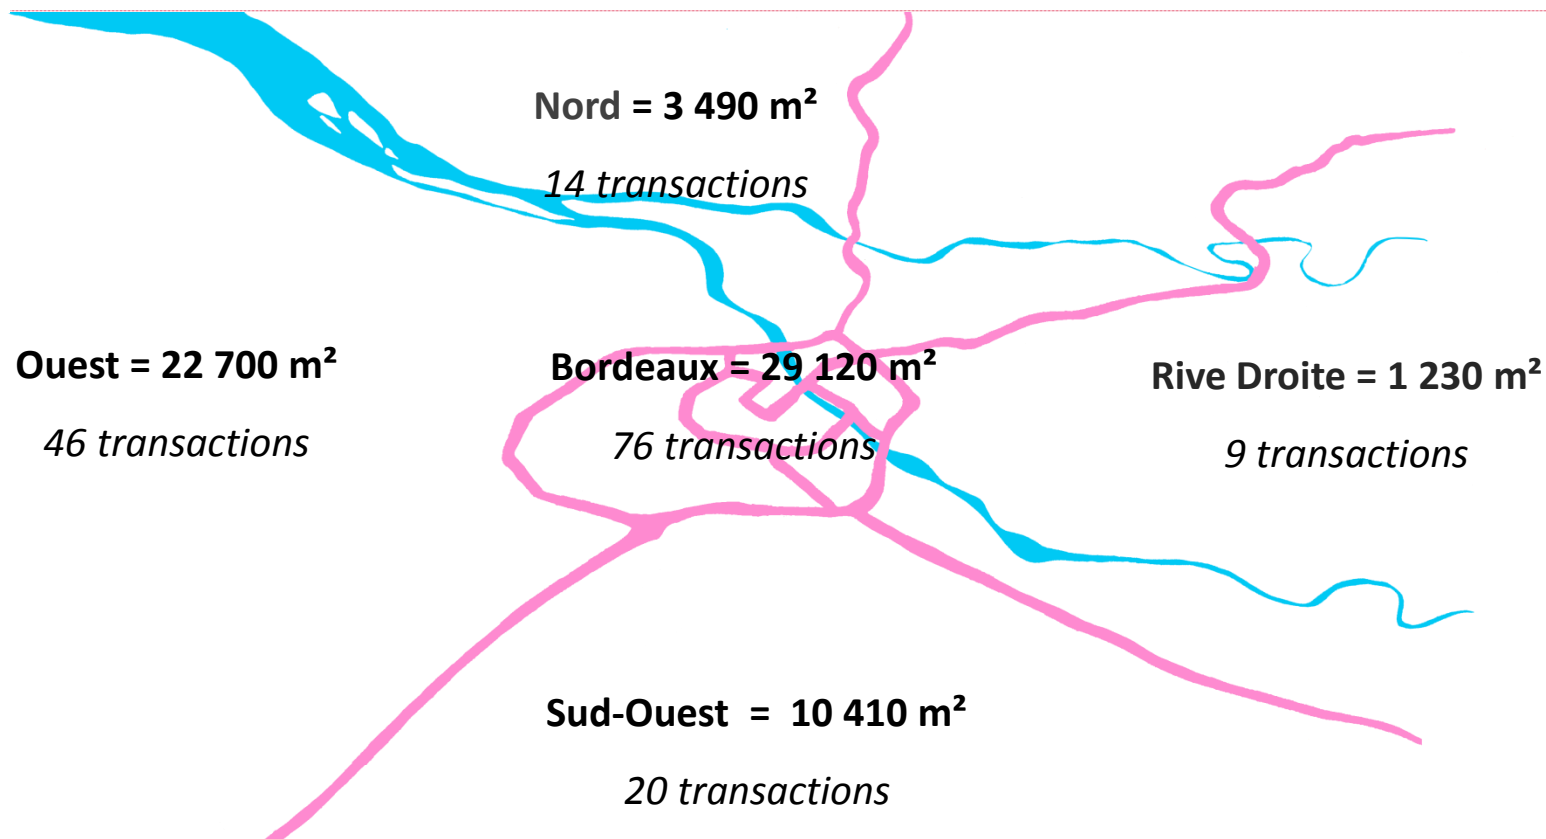 Nord = 3 490 m²
14 transactions
Ouest = 22 700 m²
46 transactions
Bordeaux = 29 120 m²
76 transactions
Rive Droite = 1 230 m²
9 transactions
Sud-Ouest  =  10 410 m²
20 transactions